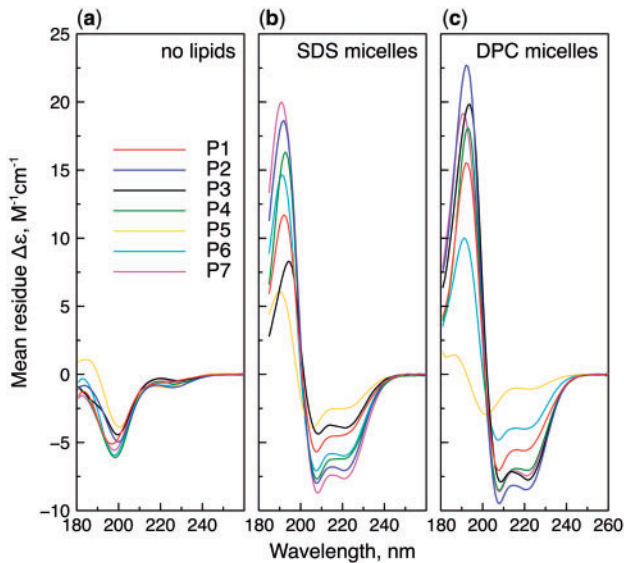 (a) (b) (c)
no lipids SDS micelles DPC micelles
25
20
15
10
5
0
−5
−10
P1
P2
P3
P4
P5
P6
P7
Mean residue Δε, M⁻¹cm⁻¹
180 200 220 240 180 200 220 240 180 200 220 240 260
Wavelength, nm